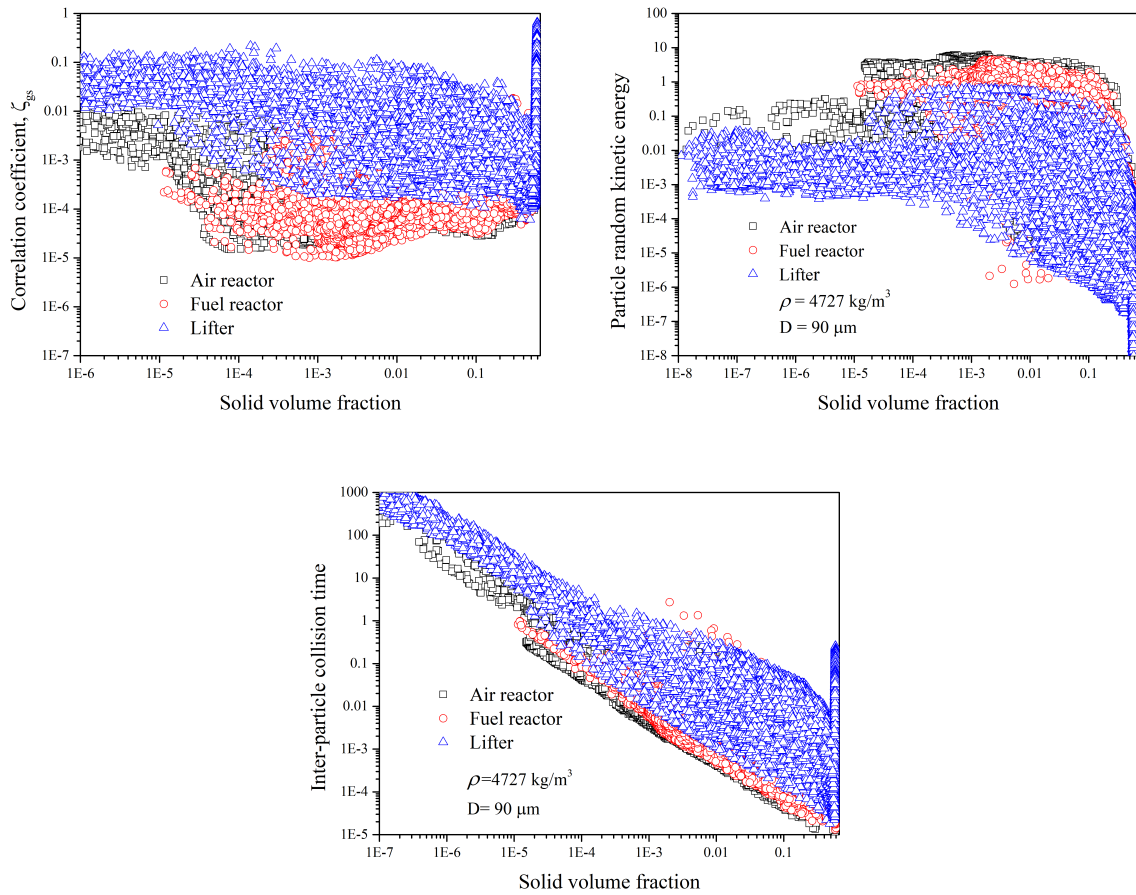 1
0.1
0.01
1E-3
1E-4
1E-5
1E-6
1E-7
1E-6 1E-5 1E-4 1E-3 0.01 0.1
Correlation coefficient, ζgs
Solid volume fraction
Air reactor
Fuel reactor
Lifter
100
10
1
0.1
0.01
1E-3
1E-4
1E-5
1E-6
1E-7
1E-8
1E-8 1E-7 1E-6 1E-5 1E-4 1E-3 0.01 0.1
Particle random kinetic energy
Solid volume fraction
Air reactor
Fuel reactor
Lifter
ρ = 4727 kg/m³
D = 90 μm
1000
100
10
1
0.1
0.01
1E-3
1E-4
1E-5
1E-7 1E-6 1E-5 1E-4 1E-3 0.01 0.1
Inter-particle collision time
Solid volume fraction
Air reactor
Fuel reactor
Lifter
ρ=4727 kg/m³
D= 90 μm